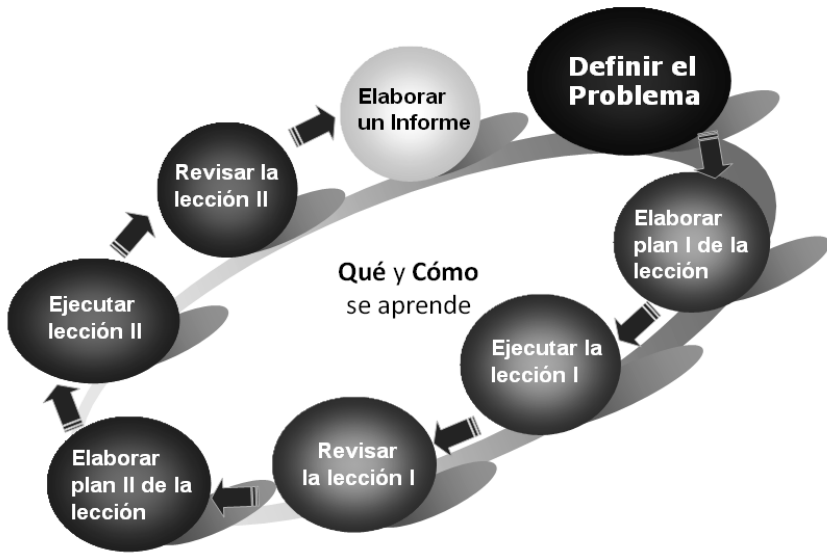 Definir el
Problema
Elaborar
plan I de la
lección
Ejecutar la
lección I
Revisar
la lección I
Elaborar
plan II de la
lección
Ejecutar
lección II
Revisar la
lección II
Elaborar
un Informe
Qué y Cómo
se aprende